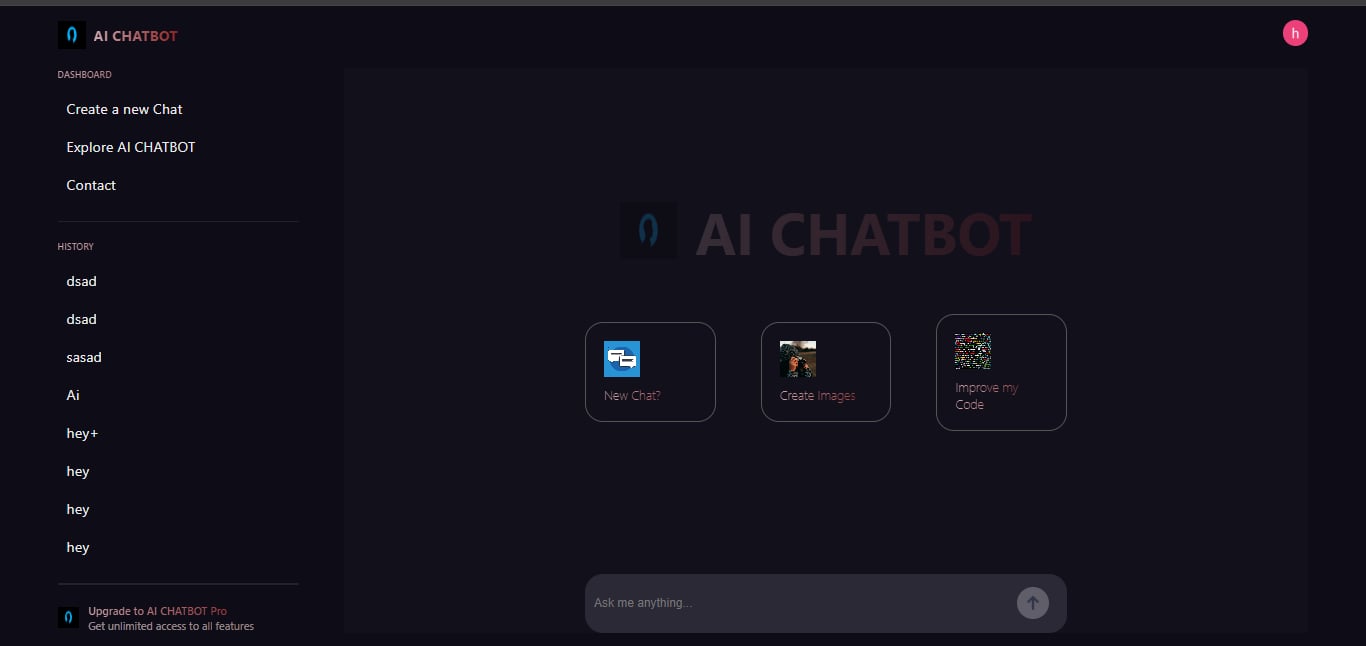 AI CHATBOT
h
DASHBOARD
Create a new Chat
Explore AI CHATBOT
Contact
HISTORY
dsad
dsad
sasad
Ai
hey+
hey
hey
hey
Upgrade to AI CHATBOT Pro
Get unlimited access to all features
AI CHATBOT
New Chat?
Create Images
Improve my
Code
Ask me anything...